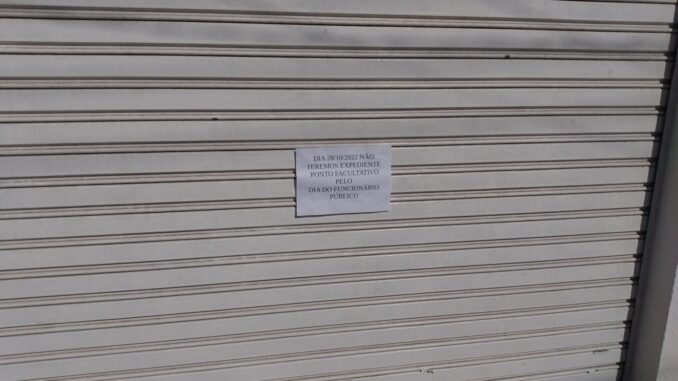 DIA 28/10/2022 NÃO
TEREMOS EXPEDIENTE
PONTO FACULTATIVO
PELO
DIA DO FUNCIONÁRIO
PÚBLICO